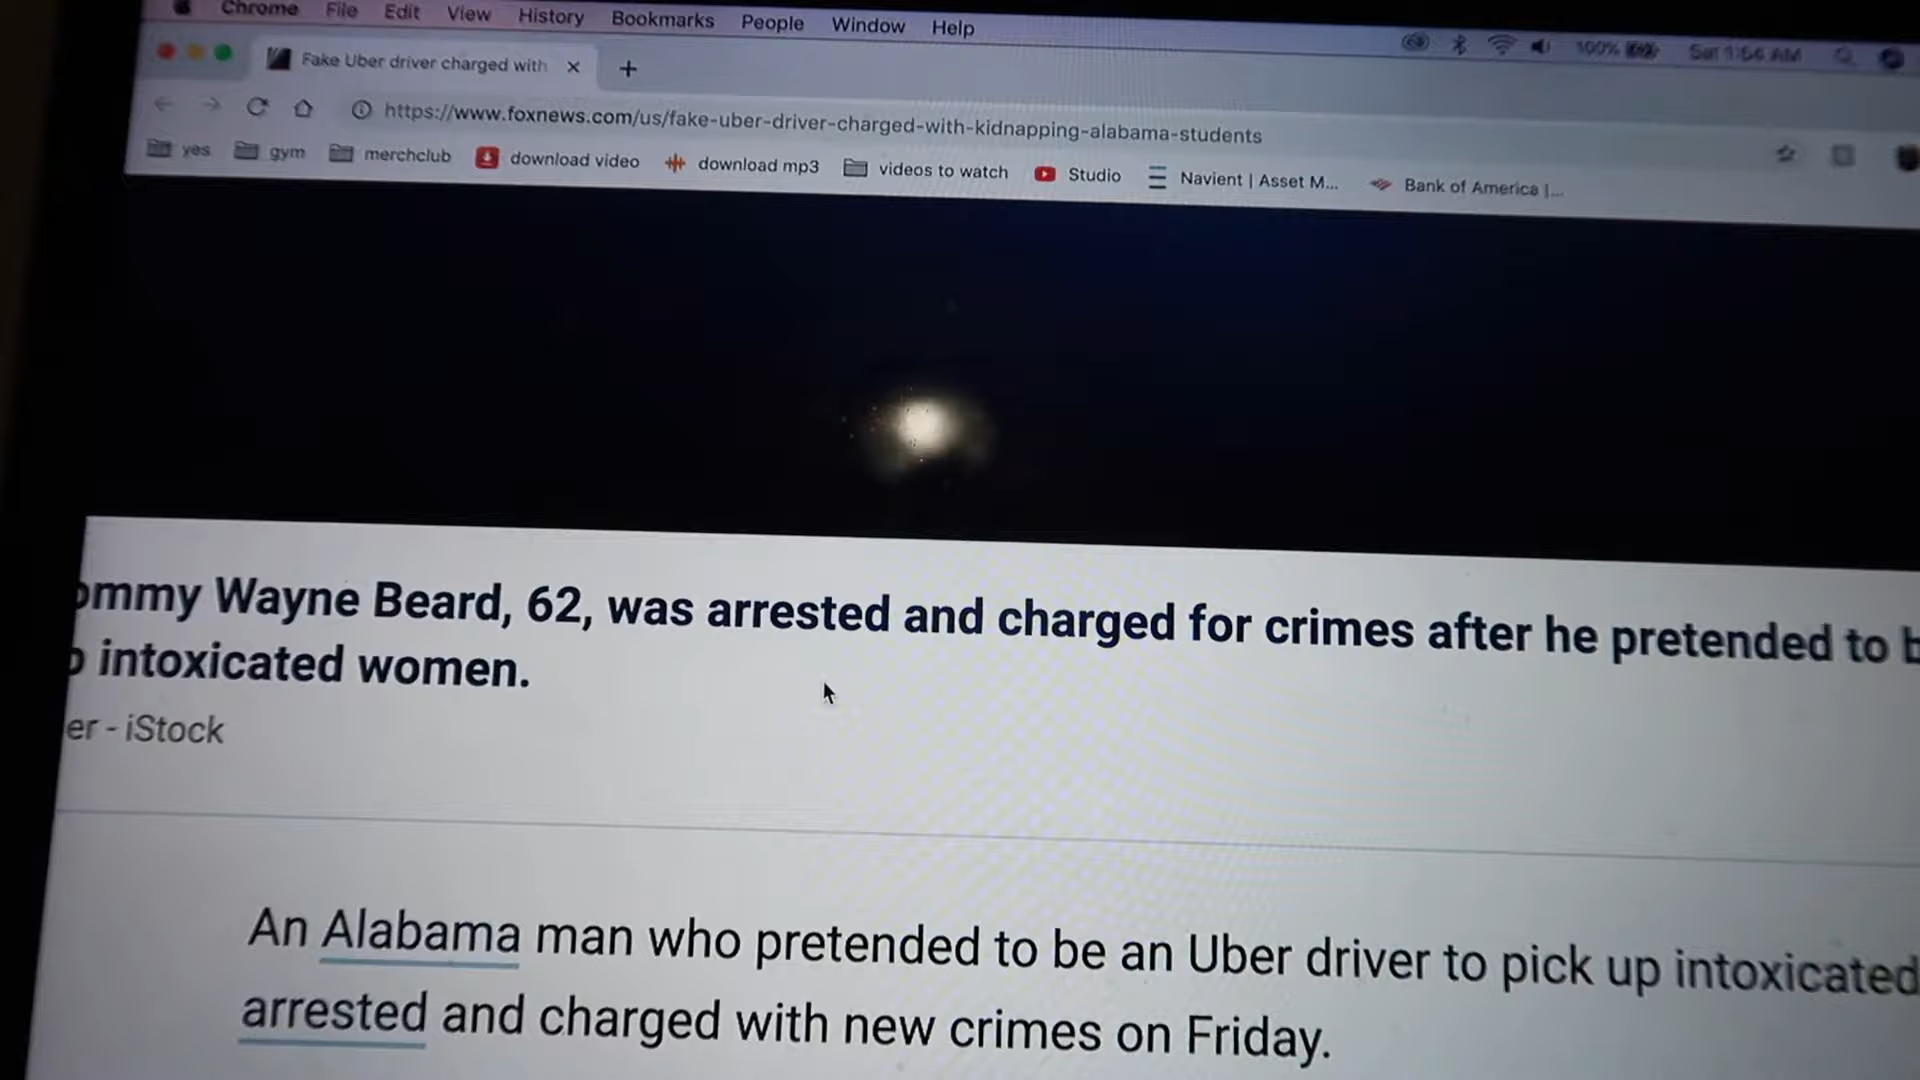 Chrome File Edit View History Bookmarks People Window Help
100% Sat 1:56 AM
Fake Uber driver charged with
https://www.foxnews.com/us/fake-uber-driver-charged-with-kidnapping-alabama-students
yes gym merchclub download video download mp3 videos to watch Studio Navient | Asset M... Bank of America |...
ommy Wayne Beard, 62, was arrested and charged for crimes after he pretended to b
o intoxicated women.
er - iStock
An Alabama man who pretended to be an Uber driver to pick up intoxicated
arrested and charged with new crimes on Friday.